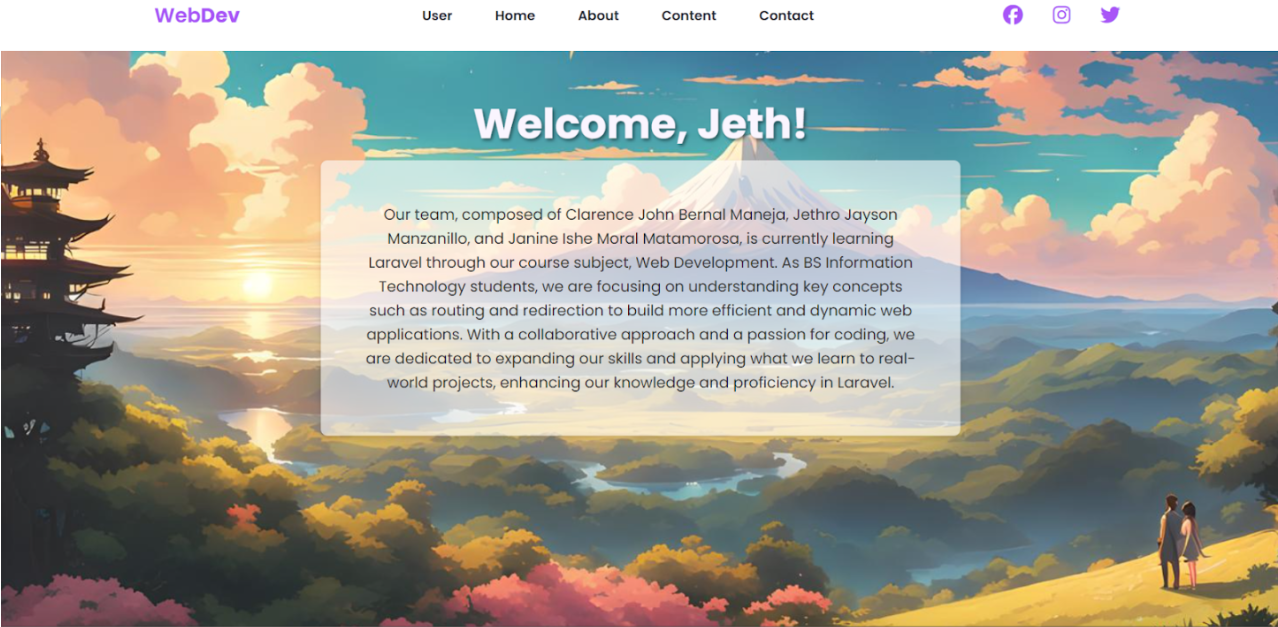 WebDev User Home About Content Contact
Welcome, Jeth!
Our team, composed of Clarence John Bernal Maneja, Jethro Jayson
Manzanillo, and Janine Ishe Moral Matamorosa, is currently learning
Laravel through our course subject, Web Development. As BS Information
Technology students, we are focusing on understanding key concepts
such as routing and redirection to build more efficient and dynamic web
applications. With a collaborative approach and a passion for coding, we
are dedicated to expanding our skills and applying what we learn to real-
world projects, enhancing our knowledge and proficiency in Laravel.